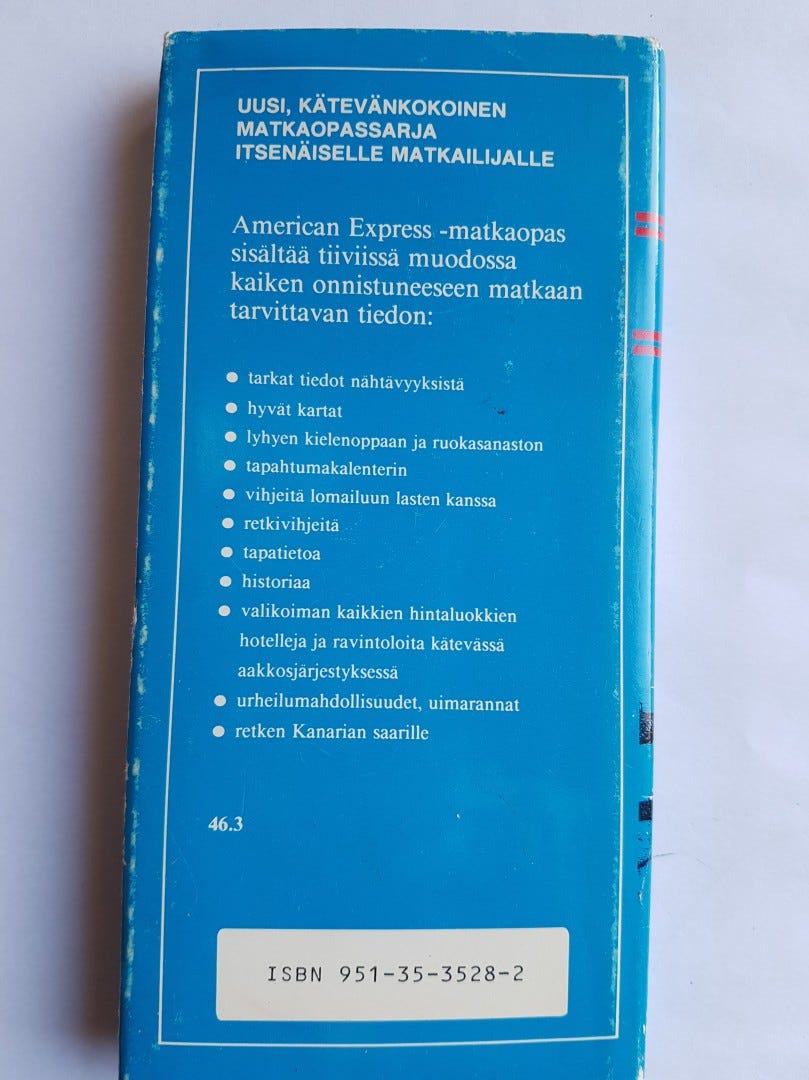 UUSI, KÄTEVÄNKOKOINEN
MATKAOPASSARJA
ITSENÄISELLE MATKAILIJALLE
American Express -matkaopas
sisältää tiiviissä muodossa
kaiken onnistuneeseen matkaan
tarvittavan tiedon:
● tarkat tiedot nähtävyyksistä
● hyvät kartat
● lyhyen kielenoppaan ja ruokasanaston
● tapahtumakalenterin
● vihjeitä lomailuun lasten kanssa
● retkivihjeitä
● tapatietoa
● historiaa
● valikoiman kaikkien hintaluokkien
hotelleja ja ravintoloita kätevässä
aakkosjärjestyksessä
● urheilumahdollisuudet, uimarannat
● retken Kanarian saarille
46.3
ISBN 951-35-3528-2